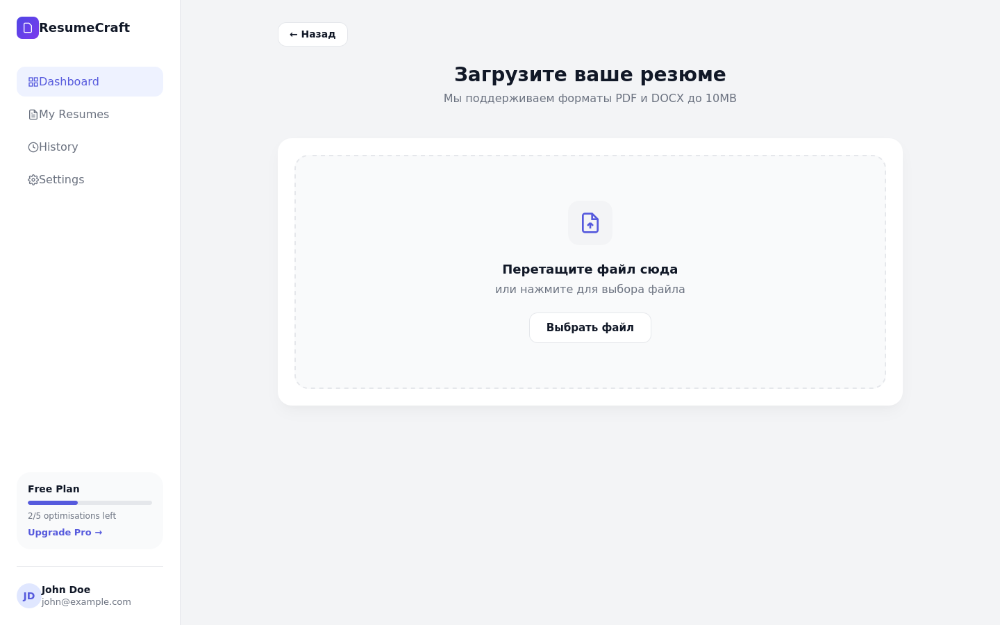 ResumeCraft
Dashboard
My Resumes
History
Settings
Free Plan
2/5 optimisations left
Upgrade Pro →
JD
John Doe
john@example.com
← Назад
Загрузите ваше резюме
Мы поддерживаем форматы PDF и DOCX до 10MB
Перетащите файл сюда
или нажмите для выбора файла
Выбрать файл